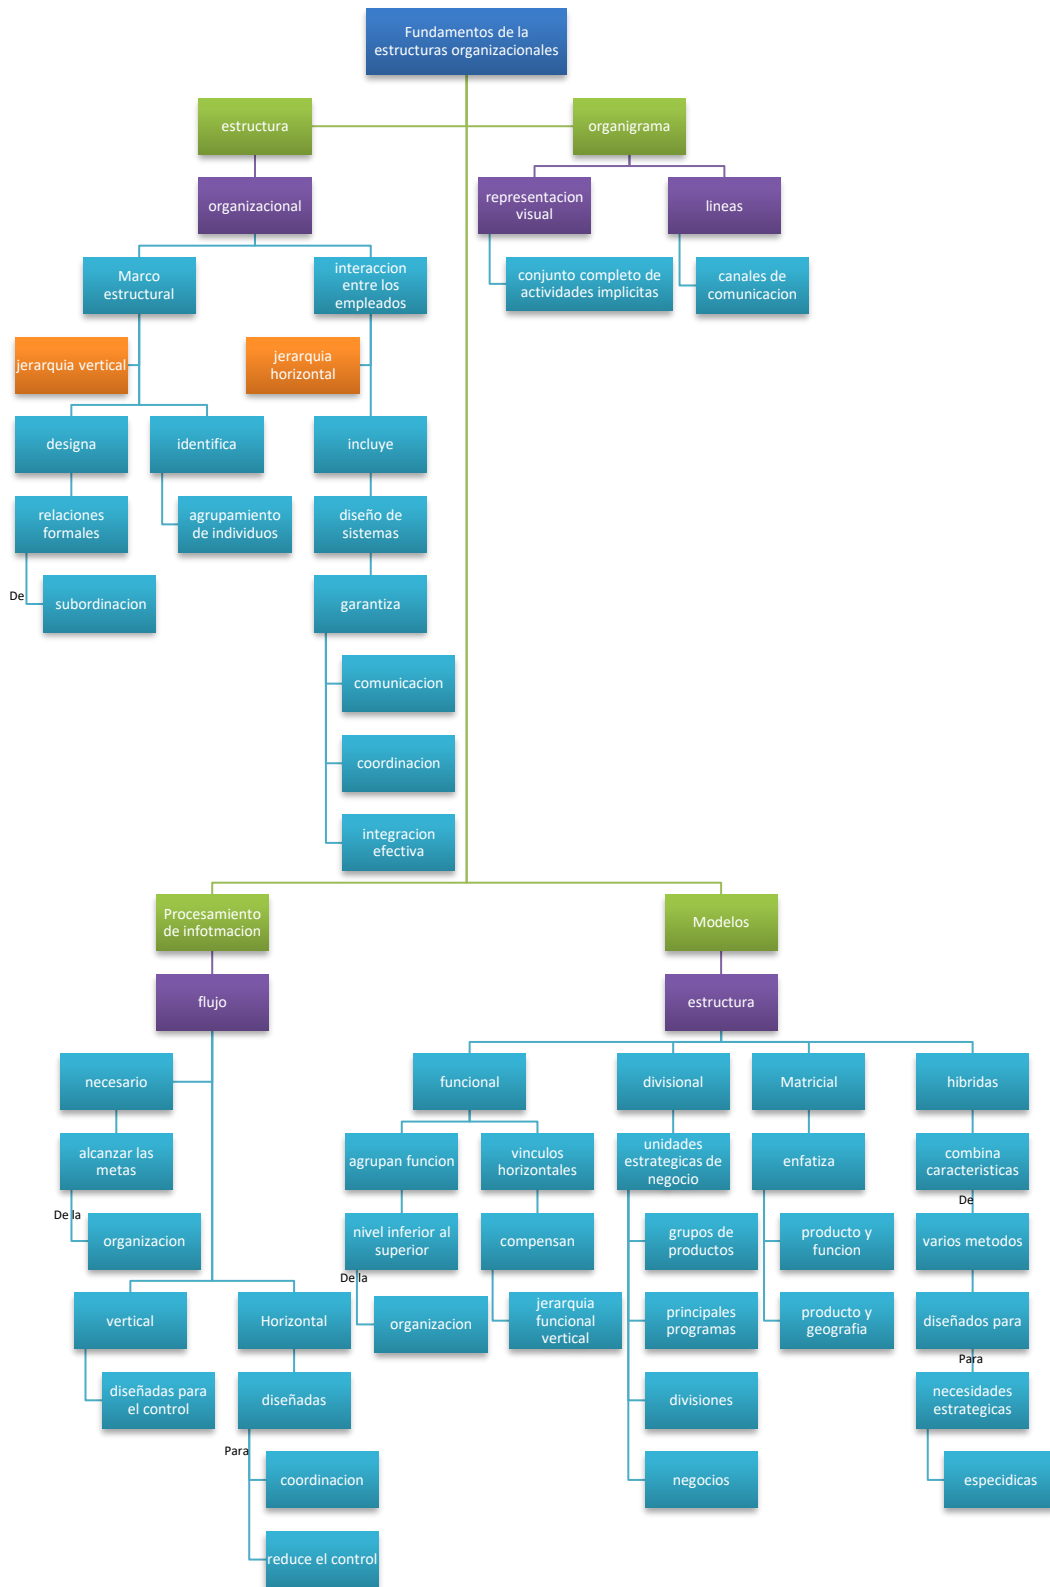 Fundamentos de la
estructuras organizacionales
estructura
organigrama
organizacional
representacion
visual
lineas
Marco
estructural
interaccion
entre los
empleados
conjunto completo de
actividades implicitas
canales de
comunicacion
jerarquia vertical
jerarquia
horizontal
designa
identifica
incluye
relaciones
formales
agrupamiento
de individuos
diseño de
sistemas
De
subordinacion
garantiza
comunicacion
coordinacion
integracion
efectiva
Procesamiento
de infotmacion
Modelos
flujo
estructura
necesario
funcional
divisional
Matricial
hibridas
alcanzar las
metas
agrupan funcion
vinculos
horizontales
unidades
estrategicas de
negocio
enfatiza
combina
caracteristicas
De
De la
organizacion
nivel inferior al
superior
compensan
grupos de
productos
producto y
funcion
varios metodos
De la
vertical
Horizontal
organizacion
jerarquia
funcional
vertical
principales
programas
producto y
geografia
diseñados para
Para
diseñadas para
el control
diseñadas
divisiones
necesidades
estrategicas
Para
coordinacion
negocios
especidicas
reduce el control